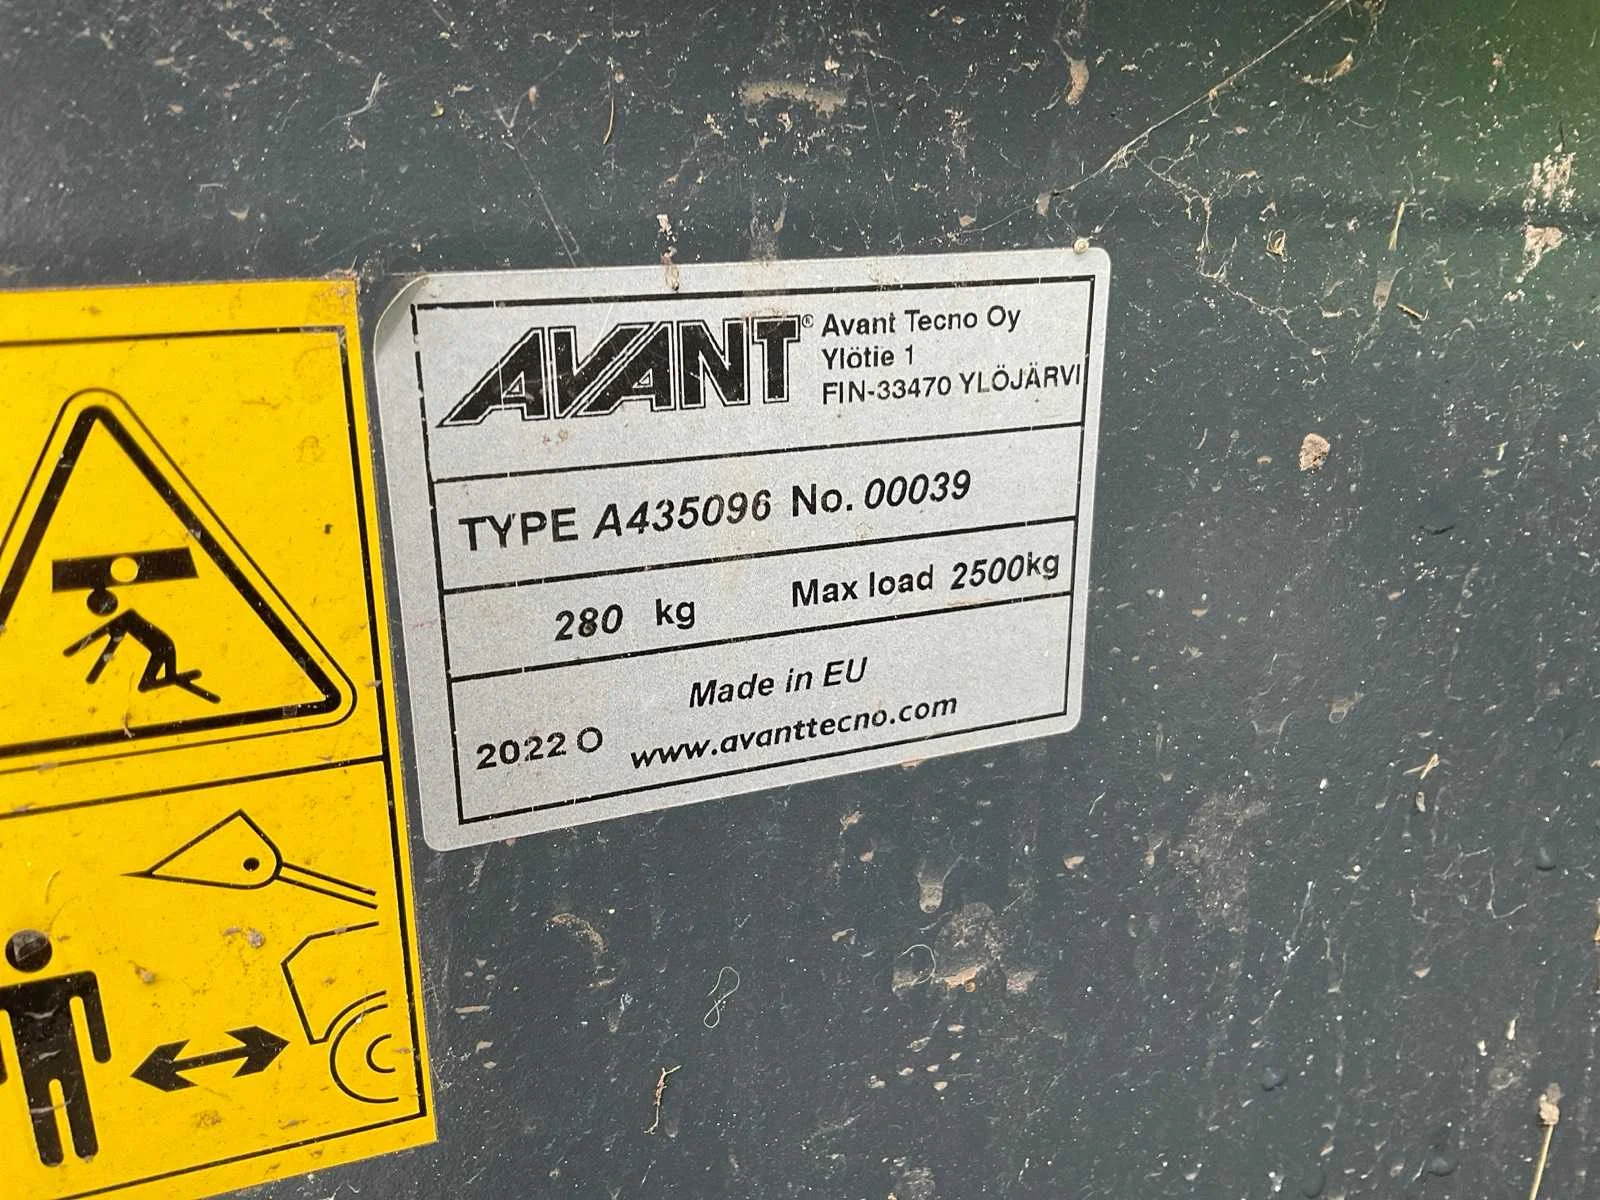 AVANT® Avant Tecno Oy
Ylötie 1
FIN-33470 YLÖJÄRVI
TYPE A435096 No. 00039
280 kg Max load 2500kg
Made in EU
2022 O www.avanttecno.com